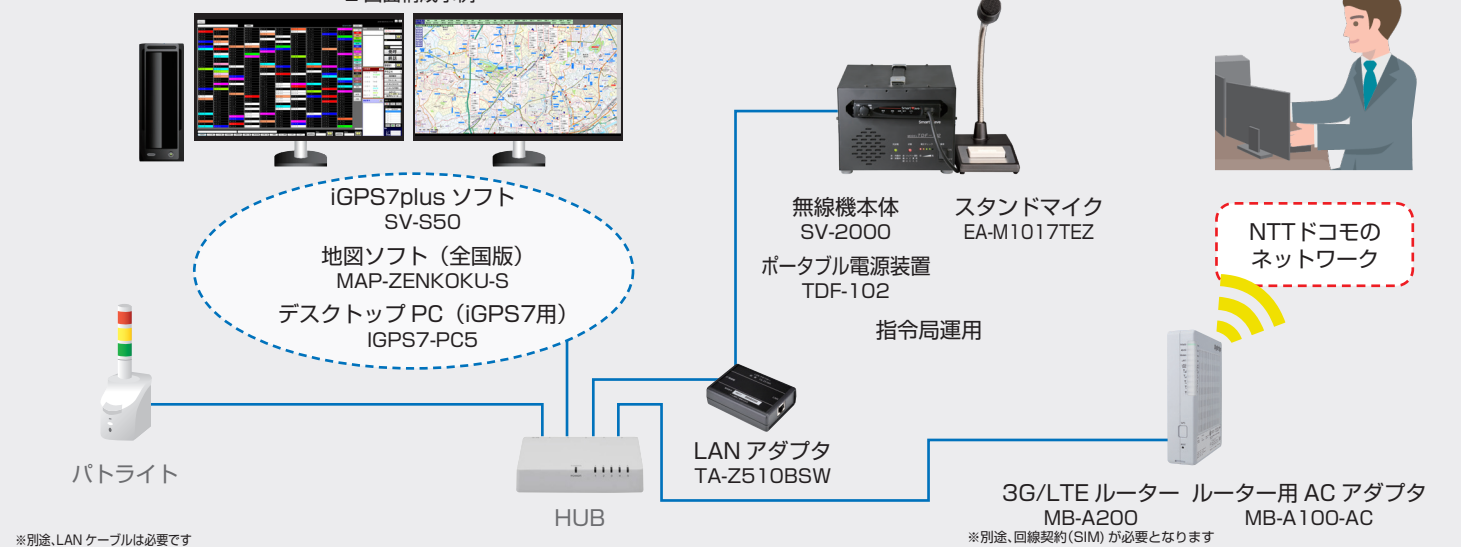 iGPS7plus ソフト
SV-S50
地図ソフト（全国版）
MAP-ZENKOKU-S
デスクトップ PC（iGPS7用）
IGPS7-PC5
無線機本体
SV-2000
スタンドマイク
EA-M1017TEZ
ポータブル電源装置
TDF-102
指令局運用
NTTドコモの
ネットワーク
パトライト
HUB
LAN アダプタ
TA-Z510BSW
3G/LTE ルーター
MB-A200
ルーター用 AC アダプタ
MB-A100-AC
※別途、回線契約（SIM）が必要となります
※別途、LAN ケーブルは必要です